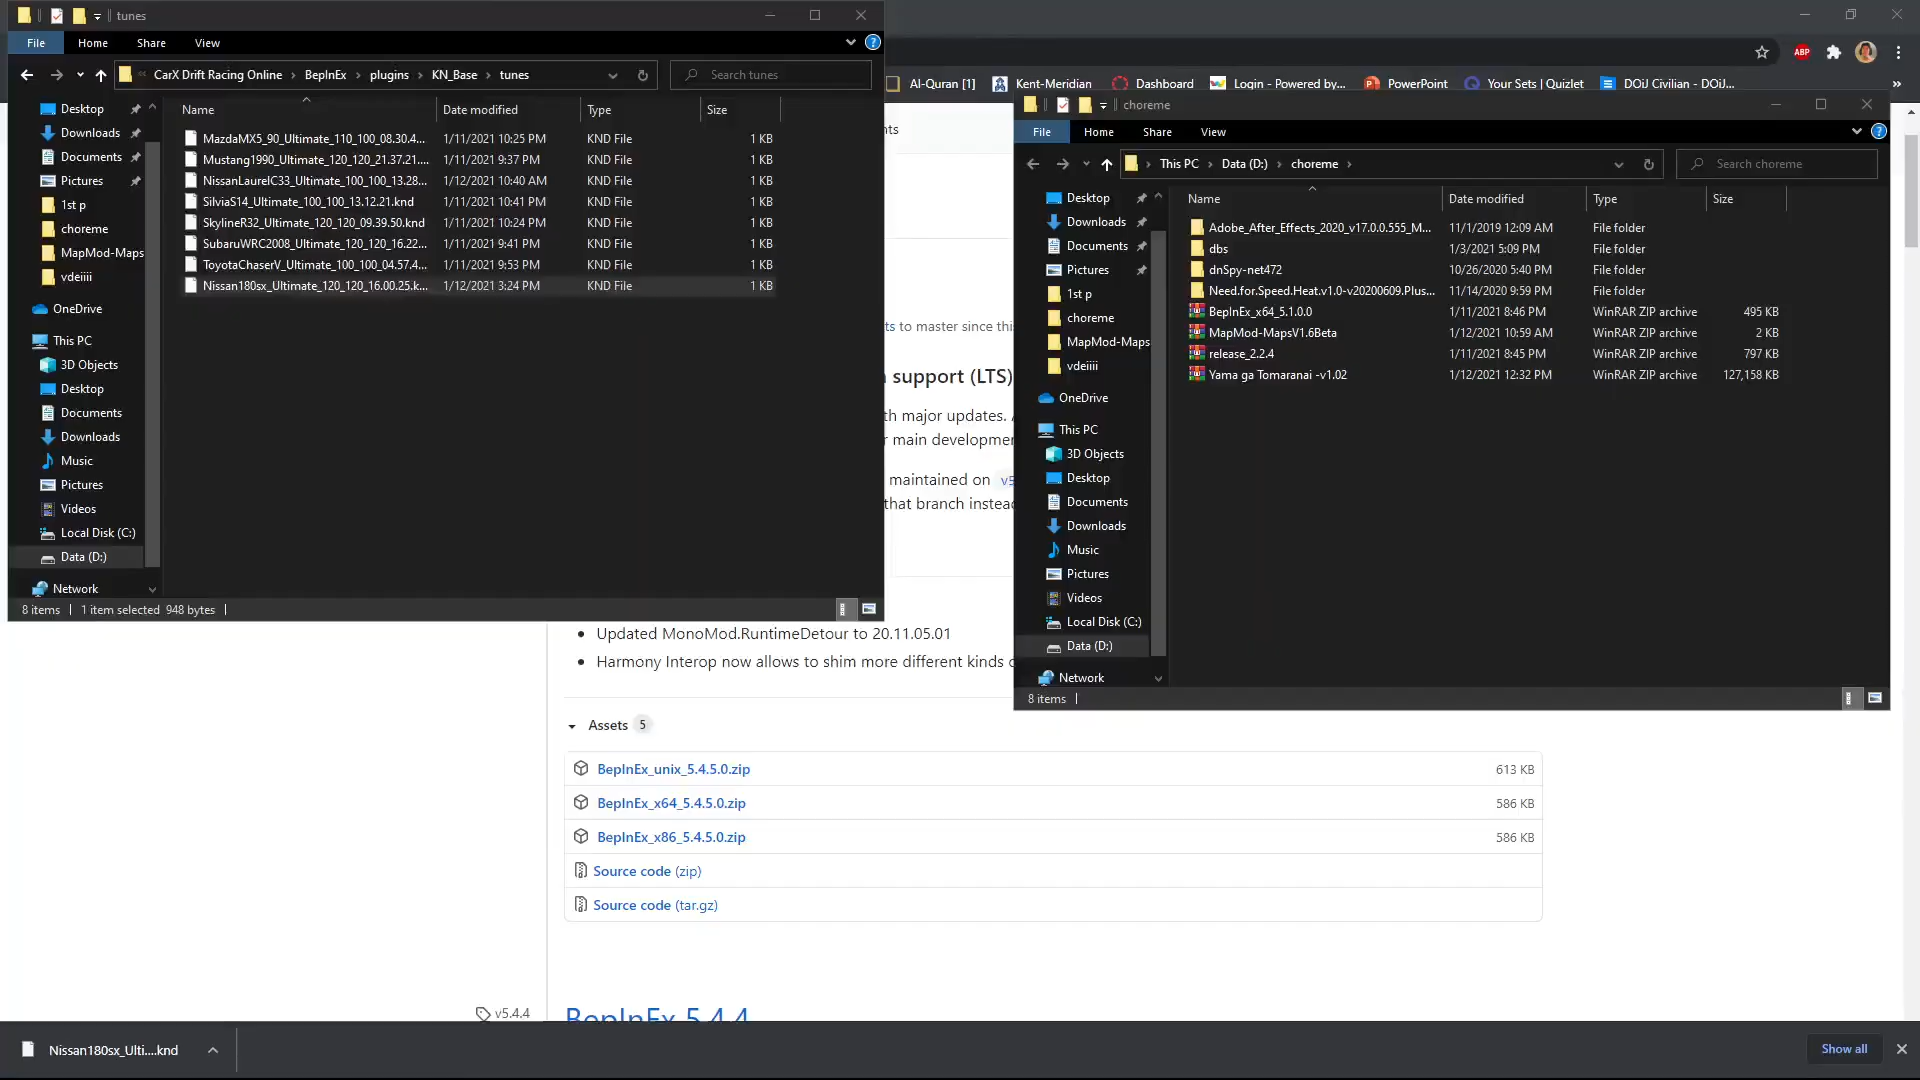 tunes
File Home Share View
CarX Drift Racing Online > BepInEx > plugins > KN_Base > tunes
Search tunes
Name Date modified Type Size
MazdaMX5_90_Ultimate_110_100_08.30.4... 1/11/2021 10:25 PM KND File 1 KB
Mustang1990_Ultimate_120_120_21.37.21.... 1/11/2021 9:37 PM KND File 1 KB
NissanLaurelC33_Ultimate_100_100_13.28... 1/12/2021 10:40 AM KND File 1 KB
SilviaS14_Ultimate_100_100_13.12.21.knd 1/11/2021 10:41 PM KND File 1 KB
SkylineR32_Ultimate_120_120_09.39.50.knd 1/11/2021 10:24 PM KND File 1 KB
SubaruWRC2008_Ultimate_120_120_16.22... 1/11/2021 9:41 PM KND File 1 KB
ToyotaChaserV_Ultimate_100_100_04.57.4... 1/11/2021 9:53 PM KND File 1 KB
Nissan180sx_Ultimate_120_120_16.00.25.k... 1/12/2021 3:24 PM KND File 1 KB
Desktop
Downloads
Documents
Pictures
1st p
choreme
MapMod-Maps
vdeiiii
OneDrive
This PC
3D Objects
Desktop
Documents
Downloads
Music
Pictures
Videos
Local Disk (C:)
Data (D:)
Network
8 items | 1 item selected 948 bytes |
ABP
Al-Quran [1] Kent-Meridian Dashboard Login - Powered by... PowerPoint Your Sets | Quizlet DOiJ Civilian - DOiJ... »
nts
choreme
File Home Share View
This PC > Data (D:) > choreme >
Search choreme
Name Date modified Type Size
Adobe_After_Effects_2020_v17.0.0.555_M... 11/1/2019 12:09 AM File folder
dbs 1/3/2021 5:09 PM File folder
dnSpy-net472 10/26/2020 5:40 PM File folder
Need.for.Speed.Heat.v1.0-v20200609.Plus... 11/14/2020 9:59 PM File folder
BepInEx_x64_5.1.0.0 1/11/2021 8:46 PM WinRAR ZIP archive 495 KB
MapMod-MapsV1.6Beta 1/12/2021 10:59 AM WinRAR ZIP archive 2 KB
release_2.2.4 1/11/2021 8:45 PM WinRAR ZIP archive 797 KB
Yama ga Tomaranai -v1.02 1/12/2021 12:32 PM WinRAR ZIP archive 127,158 KB
Desktop
Downloads
Documents
Pictures
1st p
choreme
MapMod-Maps
vdeiiii
OneDrive
This PC
3D Objects
Desktop
Documents
Downloads
Music
Pictures
Videos
Local Disk (C:)
Data (D:)
Network
8 items |
ts to master since this
support (LTS)
th major updates.
r main developmen
maintained on v5
that branch instead
Updated MonoMod.RuntimeDetour to 20.11.05.01
Harmony Interop now allows to shim more different kinds
Assets 5
BepInEx_unix_5.4.5.0.zip 613 KB
BepInEx_x64_5.4.5.0.zip 586 KB
BepInEx_x86_5.4.5.0.zip 586 KB
Source code (zip)
Source code (tar.gz)
v5.4.4
BepInEx 5.4.4
Nissan180sx_Ulti....knd
Show all